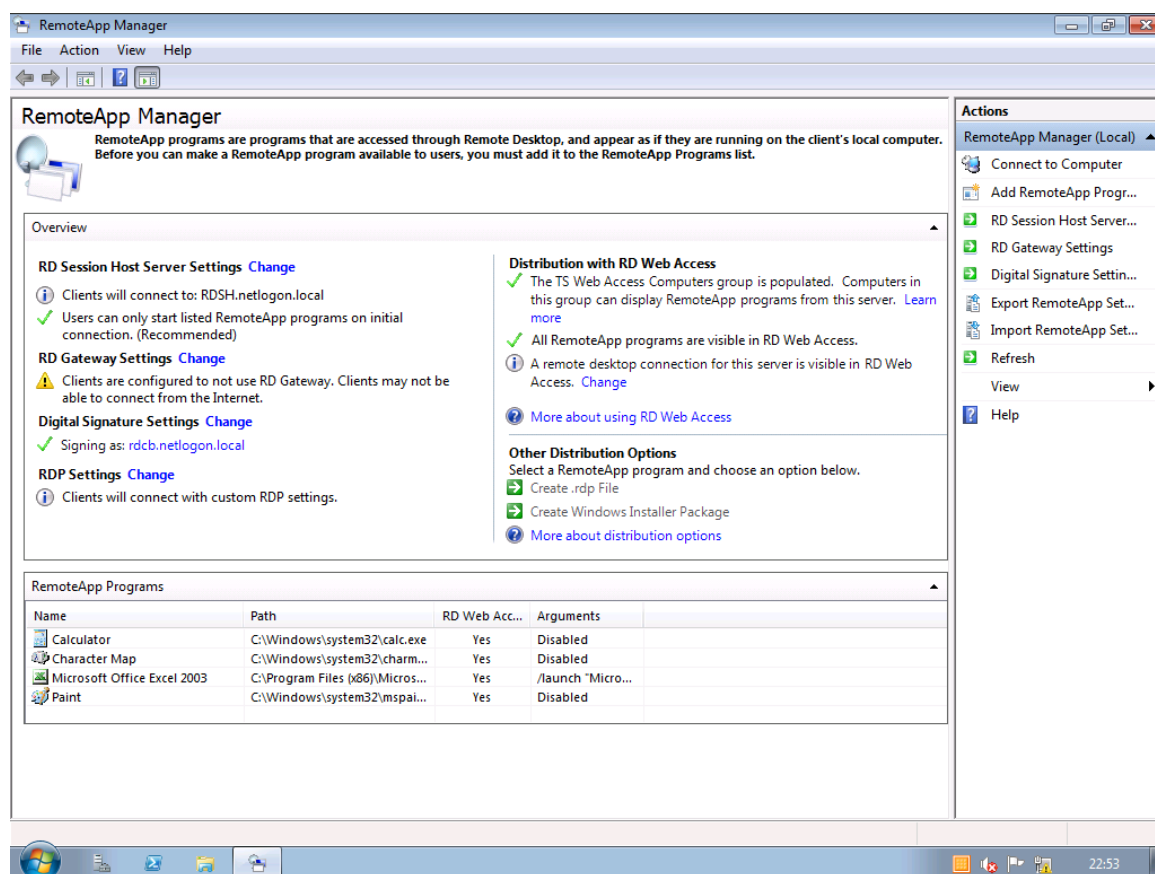 RemoteApp Manager
File Action View Help
RemoteApp Manager
RemoteApp programs are programs that are accessed through Remote Desktop, and appear as if they are running on the client's local computer.
Before you can make a RemoteApp program available to users, you must add it to the RemoteApp Programs list.
Overview
RD Session Host Server Settings Change
Clients will connect to: RDSH.netlogon.local
Users can only start listed RemoteApp programs on initial
connection. (Recommended)
RD Gateway Settings Change
Clients are configured to not use RD Gateway. Clients may not be
able to connect from the Internet.
Digital Signature Settings Change
Signing as: rdcb.netlogon.local
RDP Settings Change
Clients will connect with custom RDP settings.
Distribution with RD Web Access
The TS Web Access Computers group is populated. Computers in
this group can display RemoteApp programs from this server. Learn
more
All RemoteApp programs are visible in RD Web Access.
A remote desktop connection for this server is visible in RD Web
Access. Change
More about using RD Web Access
Other Distribution Options
Select a RemoteApp program and choose an option below.
Create .rdp File
Create Windows Installer Package
More about distribution options
RemoteApp Programs
Name Path RD Web Acc... Arguments
Calculator C:\Windows\system32\calc.exe Yes Disabled
Character Map C:\Windows\system32\charm... Yes Disabled
Microsoft Office Excel 2003 C:\Program Files (x86)\Micros... Yes /launch "Micro...
Paint C:\Windows\system32\mspai... Yes Disabled
Actions
RemoteApp Manager (Local)
Connect to Computer
Add RemoteApp Progr...
RD Session Host Server...
RD Gateway Settings
Digital Signature Settin...
Export RemoteApp Set...
Import RemoteApp Set...
Refresh
View
Help
22:53